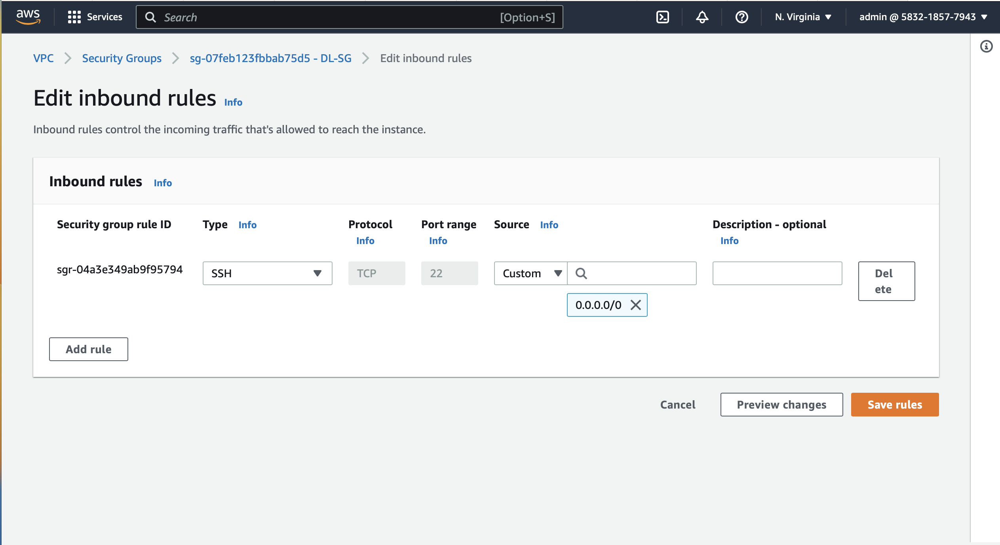 aws Services Search [Option+S] N. Virginia admin @ 5832-1857-7943
VPC Security Groups sg-07feb123fbbab75d5 - DL-SG Edit inbound rules
Edit inbound rules Info
Inbound rules control the incoming traffic that's allowed to reach the instance.
Inbound rules Info
Security group rule ID Type Info Protocol Port range Source Info Description - optional
Info Info Info
sgr-04a3e349ab9f95794 SSH TCP 22 Custom Del
ete
0.0.0.0/0
Add rule
Cancel Preview changes Save rules